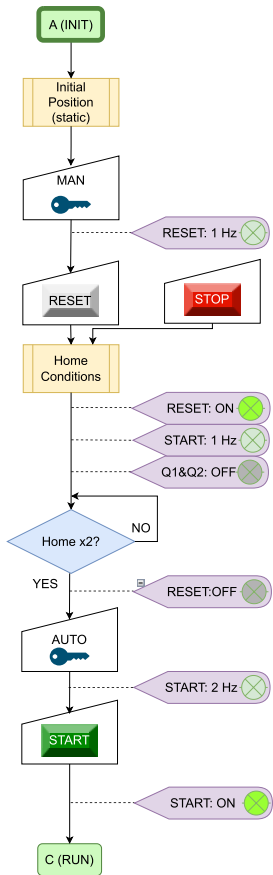 A (INIT)
Initial
Position
(static)
MAN
RESET: 1 Hz
RESET
STOP
Home
Conditions
RESET: ON
START: 1 Hz
Q1&Q2: OFF
NO
Home x2?
YES
RESET:OFF
AUTO
START: 2 Hz
START
START: ON
C (RUN)